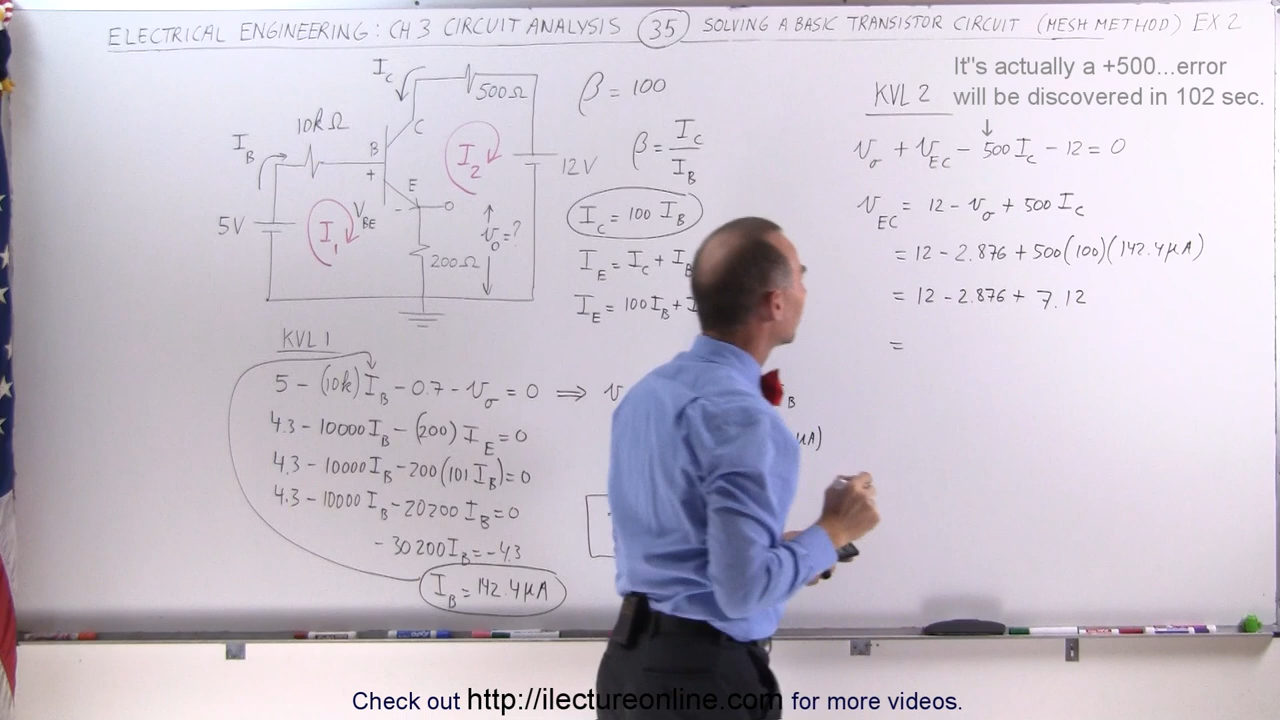 ELECTRICAL ENGINEERING: CH 3 CIRCUIT ANALYSIS 35 SOLVING A BASIC TRANSISTOR CIRCUIT (MESH METHOD) EX 2
It"s actually a +500...error
will be discovered in 102 sec.
I_C
500Ω
10kΩ
I_B
B
C
E
+
-
V_BE
5V
I_1
I_2
12V
v_o=?
200Ω
β = 100
β = I_C / I_B
I_C = 100 I_B
I_E = I_C + I_B
I_E = 100 I_B +
KVL 1
5 - (10k) I_B - 0.7 - v_o = 0 ⟹ v
4.3 - 10000 I_B - (200) I_E = 0
4.3 - 10000 I_B - 200 (101 I_B) = 0
4.3 - 10000 I_B - 20200 I_B = 0
- 30200 I_B = -4.3
I_B = 142.4 μA
B
μA)
KVL 2
↓
v_o + v_EC - 500 I_C - 12 = 0
v_EC = 12 - v_o + 500 I_C
= 12 - 2.876 + 500(100)(142.4 μA)
= 12 - 2.876 + 7.12
=
Check out http://ilectureonline.com for more videos.